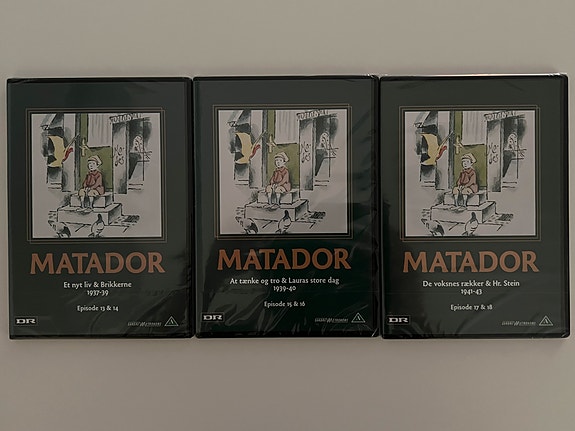 MATADOR
Et nyt liv & Brikkerne
1937-39
Episode 13 & 14
DR
MATADOR
At tænke og tro & Lauras store dag
1939-40
Episode 15 & 16
DR
MATADOR
De voksnes rækker & Hr. Stein
1941-43
Episode 17 & 18
DR